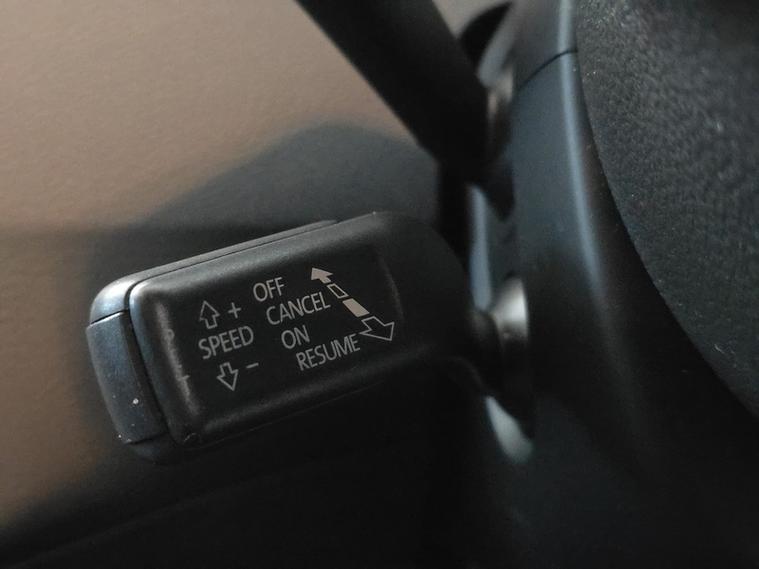 +
SPEED
-
OFF
CANCEL
ON
RESUME